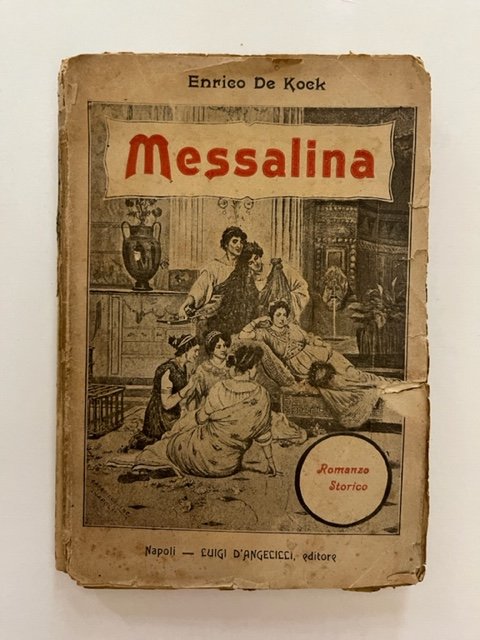 Enrico De Kock
Messalina
Romanzo
Storico
Napoli — LUIGI D'ANGELILLI, editore